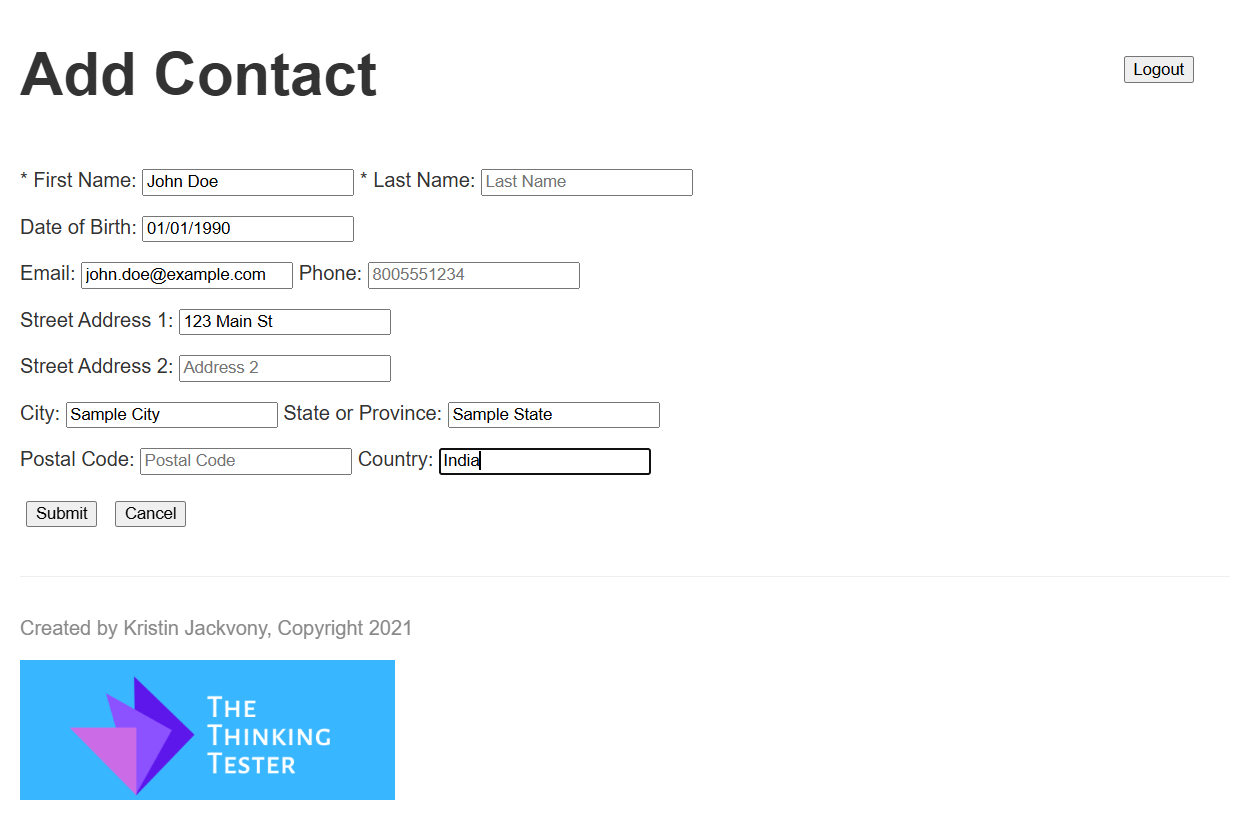 Add Contact
Logout
* First Name: John Doe * Last Name: Last Name
Date of Birth: 01/01/1990
Email: john.doe@example.com Phone: 8005551234
Street Address 1: 123 Main St
Street Address 2: Address 2
City: Sample City State or Province: Sample State
Postal Code: Postal Code Country: India
Submit Cancel
Created by Kristin Jackvony, Copyright 2021
The
Thinking
Tester